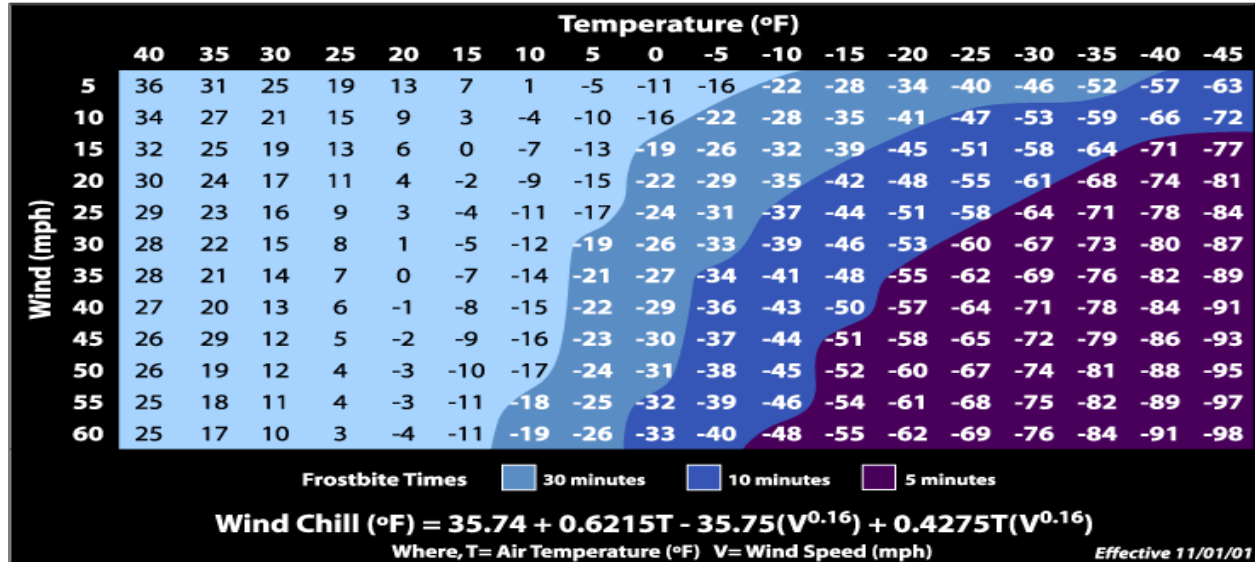 Temperature (ºF)
40 35 30 25 20 15 10 5 0 -5 -10 -15 -20 -25 -30 -35 -40 -45
5 36 31 25 19 13 7 1 -5 -11 -16 -22 -28 -34 -40 -46 -52 -57 -63
10 34 27 21 15 9 3 -4 -10 -16 -22 -28 -35 -41 -47 -53 -59 -66 -72
15 32 25 19 13 6 0 -7 -13 -19 -26 -32 -39 -45 -51 -58 -64 -71 -77
20 30 24 17 11 4 -2 -9 -15 -22 -29 -35 -42 -48 -55 -61 -68 -74 -81
25 29 23 16 9 3 -4 -11 -17 -24 -31 -37 -44 -51 -58 -64 -71 -78 -84
30 28 22 15 8 1 -5 -12 -19 -26 -33 -39 -46 -53 -60 -67 -73 -80 -87
35 28 21 14 7 0 -7 -14 -21 -27 -34 -41 -48 -55 -62 -69 -76 -82 -89
40 27 20 13 6 -1 -8 -15 -22 -29 -36 -43 -50 -57 -64 -71 -78 -84 -91
45 26 29 12 5 -2 -9 -16 -23 -30 -37 -44 -51 -58 -65 -72 -79 -86 -93
50 26 19 12 4 -3 -10 -17 -24 -31 -38 -45 -52 -60 -67 -74 -81 -88 -95
55 25 18 11 4 -3 -11 -18 -25 -32 -39 -46 -54 -61 -68 -75 -82 -89 -97
60 25 17 10 3 -4 -11 -19 -26 -33 -40 -48 -55 -62 -69 -76 -84 -91 -98
Wind (mph)
Frostbite Times 30 minutes 10 minutes 5 minutes
Wind Chill (ºF) = 35.74 + 0.6215T - 35.75(V0.16) + 0.4275T(V0.16)
Where, T= Air Temperature (ºF) V= Wind Speed (mph) Effective 11/01/01